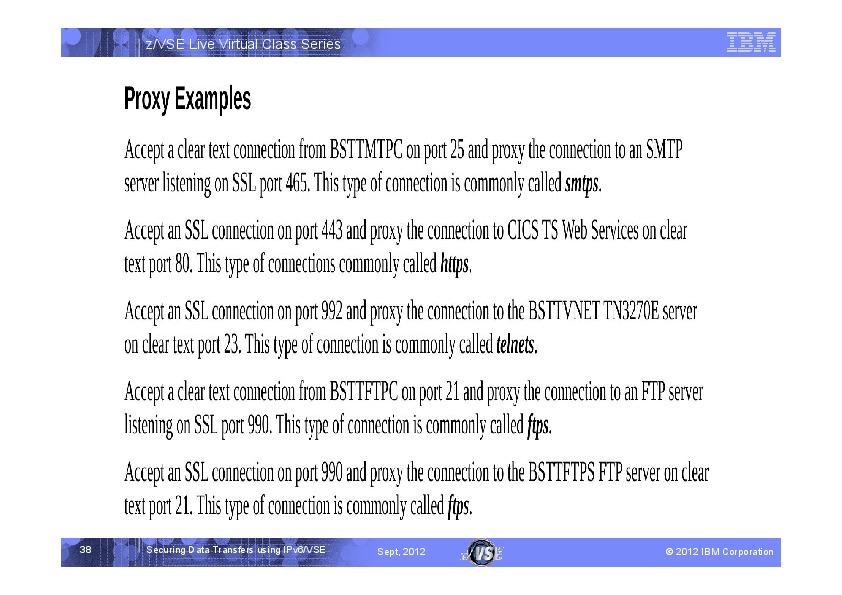 z/VSE Live Virtual Class Series
IBM
Proxy Examples
Accept a clear text connection from BSTTMTPC on port 25 and proxy the connection to an SMTP
server listening on SSL port 465. This type of connection is commonly called smtps.
Accept an SSL connection on port 443 and proxy the connection to CICS TS Web Services on clear
text port 80. This type of connections commonly called https.
Accept an SSL connection on port 992 and proxy the connection to the BSTTVNET TN3270E server
on clear text port 23. This type of connection is commonly called telnets.
Accept a clear text connection from BSTTFTPC on port 21 and proxy the connection to an FTP server
listening on SSL port 990. This type of connection is commonly called ftps.
Accept an SSL connection on port 990 and proxy the connection to the BSTTFTPS FTP server on clear
text port 21. This type of connection is commonly called ftps.
38 Securing Data Transfers using IPv6/VSE Sept, 2012 z/VSE © 2012 IBM Corporation